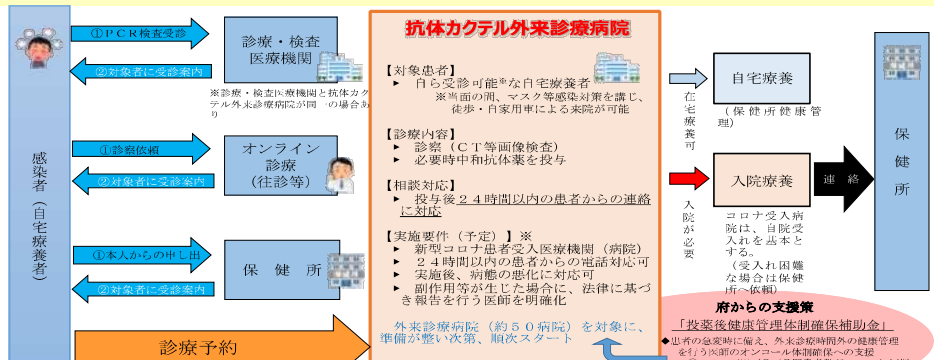 感染者（自宅療養者）
①ＰＣＲ検査受診
②対象者に受診案内
診療・検査
医療機関
※診療・検査医療機関と抗体カク
テル外来診療病院が同一の場合あ
り
①診察依頼
②対象者に受診案内
オンライン
診療
（往診等）
①本人からの申し出
②対象者に受診案内
保健所
診療予約
抗体カクテル外来診療病院
【対象患者】
▶ 自ら受診可能※な自宅療養者
※当面の間、マスク等感染対策を講じ、
徒歩・自家用車による来院が可能
【診療内容】
▶ 診察（ＣＴ等画像検査）
▶ 必要時中和抗体薬を投与
【相談対応】
▶ 投与後２４時間以内の患者からの連絡
に対応
【実施要件（予定）】※
▶ 新型コロナ患者受入医療機関（病院）
▶ ２４時間以内の患者からの電話対応可
▶ 実施後、病態の悪化に対応可
▶ 副作用等が生じた場合に、法律に基づ
き報告を行う医師を明確化
外来診療病院（約５０病院）を対象に、
準備が整い次第、順次スタート
在宅療養可
自宅療養
（保健所健康管
理）
入院が必要
入院療養
コロナ受入病
院は、自院受
入れを基本と
する。
（受入れ困難
な場合は保健
所へ依頼）
連絡
保健所
府からの支援策
「投薬後健康管理体制確保補助金」
◆患者の急変時に備え、外来診療時間外の健康管理
を行う医師のオンコール体制確保への支援